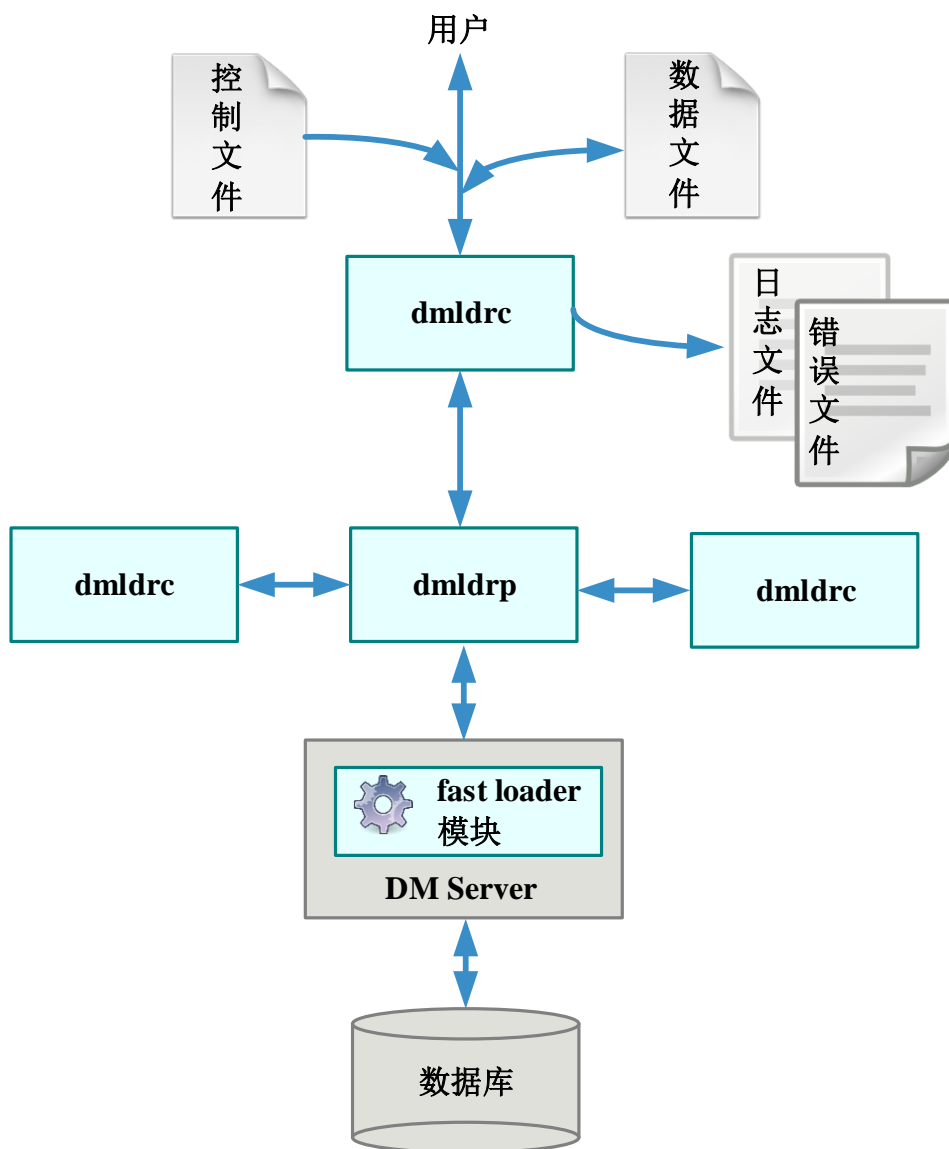 用户
控制文件
数据文件
dmldrc
日志文件
错误文件
dmldrc
dmldrp
dmldrc
fast loader
模块
DM Server
数据库